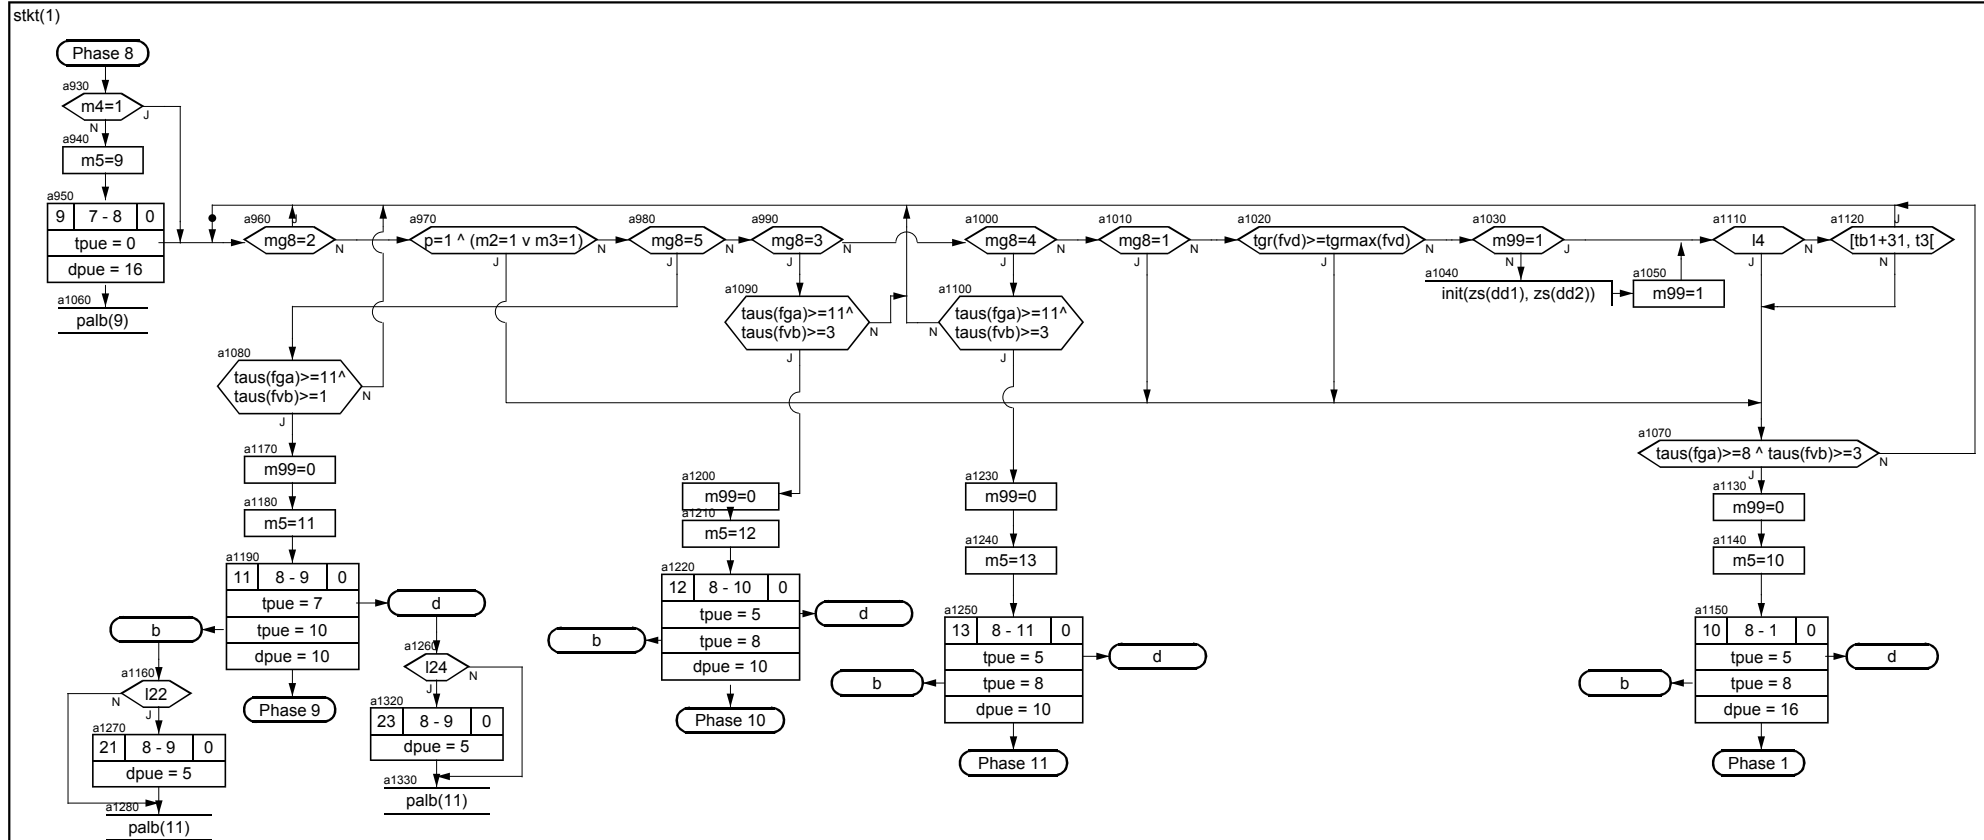 stkt(1)
Phase 8
a930
m4=1
J
N
a940
m5=9
a950
9 7 - 8 0
tpue = 0
dpue = 16
a1060
palb(9)
a960
J
mg8=2
N
a970
p=1 ^ (m2=1 v m3=1)
N
J
a980
mg8=5
N
J
a990
mg8=3
N
J
a1000
mg8=4
N
J
a1010
mg8=1
N
J
a1020
tgr(fvd)>=tgrmax(fvd)
N
J
a1030
m99=1
J
N
a1040
init(zs(dd1), zs(dd2))
a1050
m99=1
a1110
l4
N
J
a1120
J
[tb1+31, t3[
N
a1090
taus(fga)>=11^
taus(fvb)>=3
N
J
a1100
taus(fga)>=11^
taus(fvb)>=3
N
J
a1080
taus(fga)>=11^
taus(fvb)>=1
N
J
a1070
taus(fga)>=8 ^ taus(fvb)>=3
N
J
a1170
m99=0
a1180
m5=11
a1190
11 8 - 9 0
tpue = 7
tpue = 10
dpue = 10
d
b
Phase 9
a1160
l22
N
J
a1270
21 8 - 9 0
dpue = 5
a1280
palb(11)
a1260
l24
N
J
a1320
23 8 - 9 0
dpue = 5
a1330
palb(11)
a1200
m99=0
a1210
m5=12
a1220
12 8 - 10 0
tpue = 5
tpue = 8
dpue = 10
d
b
Phase 10
a1230
m99=0
a1240
m5=13
a1250
13 8 - 11 0
tpue = 5
tpue = 8
dpue = 10
d
b
Phase 11
a1130
m99=0
a1140
m5=10
a1150
10 8 - 1 0
tpue = 5
tpue = 8
dpue = 16
d
b
Phase 1